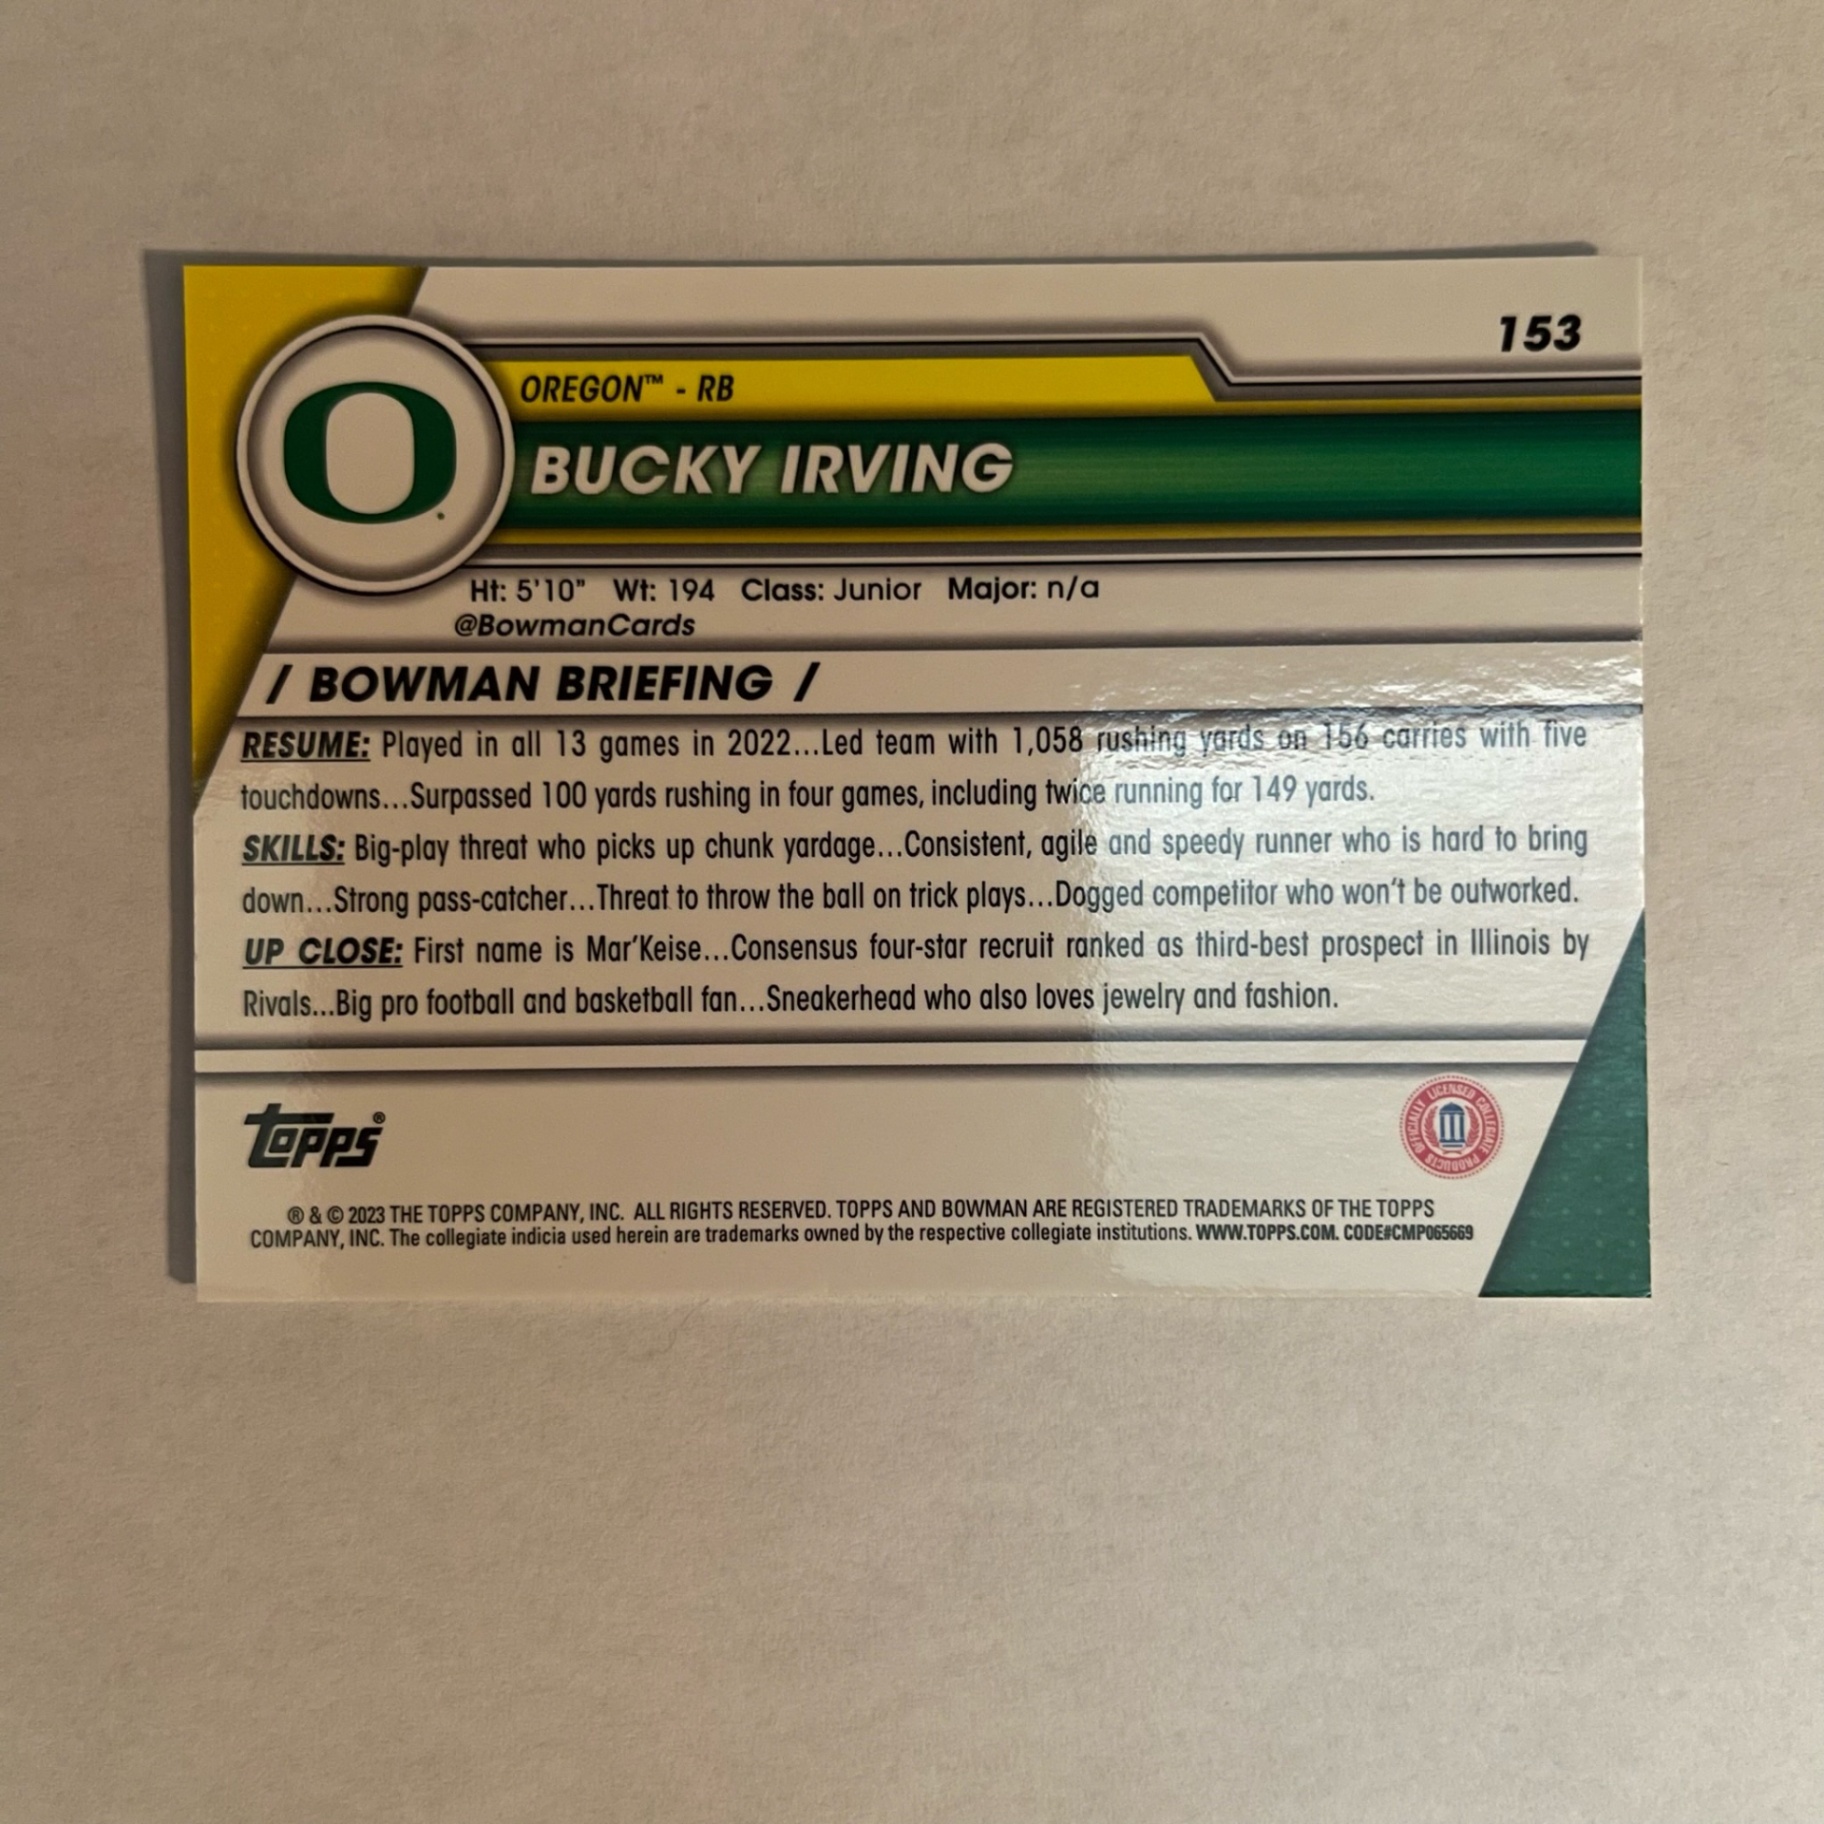 153
OREGON™ - RB
BUCKY IRVING
Ht: 5'10" Wt: 194 Class: Junior Major: n/a
@BowmanCards
/ BOWMAN BRIEFING /
RESUME: Played in all 13 games in 2022...Led team with 1,058 rushing yards on 156 carries with five
touchdowns...Surpassed 100 yards rushing in four games, including twice running for 149 yards.
SKILLS: Big-play threat who picks up chunk yardage...Consistent, agile and speedy runner who is hard to bring
down...Strong pass-catcher...Threat to throw the ball on trick plays...Dogged competitor who won't be outworked.
UP CLOSE: First name is Mar'Keise...Consensus four-star recruit ranked as third-best prospect in Illinois by
Rivals...Big pro football and basketball fan...Sneakerhead who also loves jewelry and fashion.
topps®
OFFICIALLY LICENSED COLLEGIATE PRODUCTS
® & © 2023 THE TOPPS COMPANY, INC. ALL RIGHTS RESERVED. TOPPS AND BOWMAN ARE REGISTERED TRADEMARKS OF THE TOPPS
COMPANY, INC. The collegiate indicia used herein are trademarks owned by the respective collegiate institutions. WWW.TOPPS.COM. CODE#CMP065669